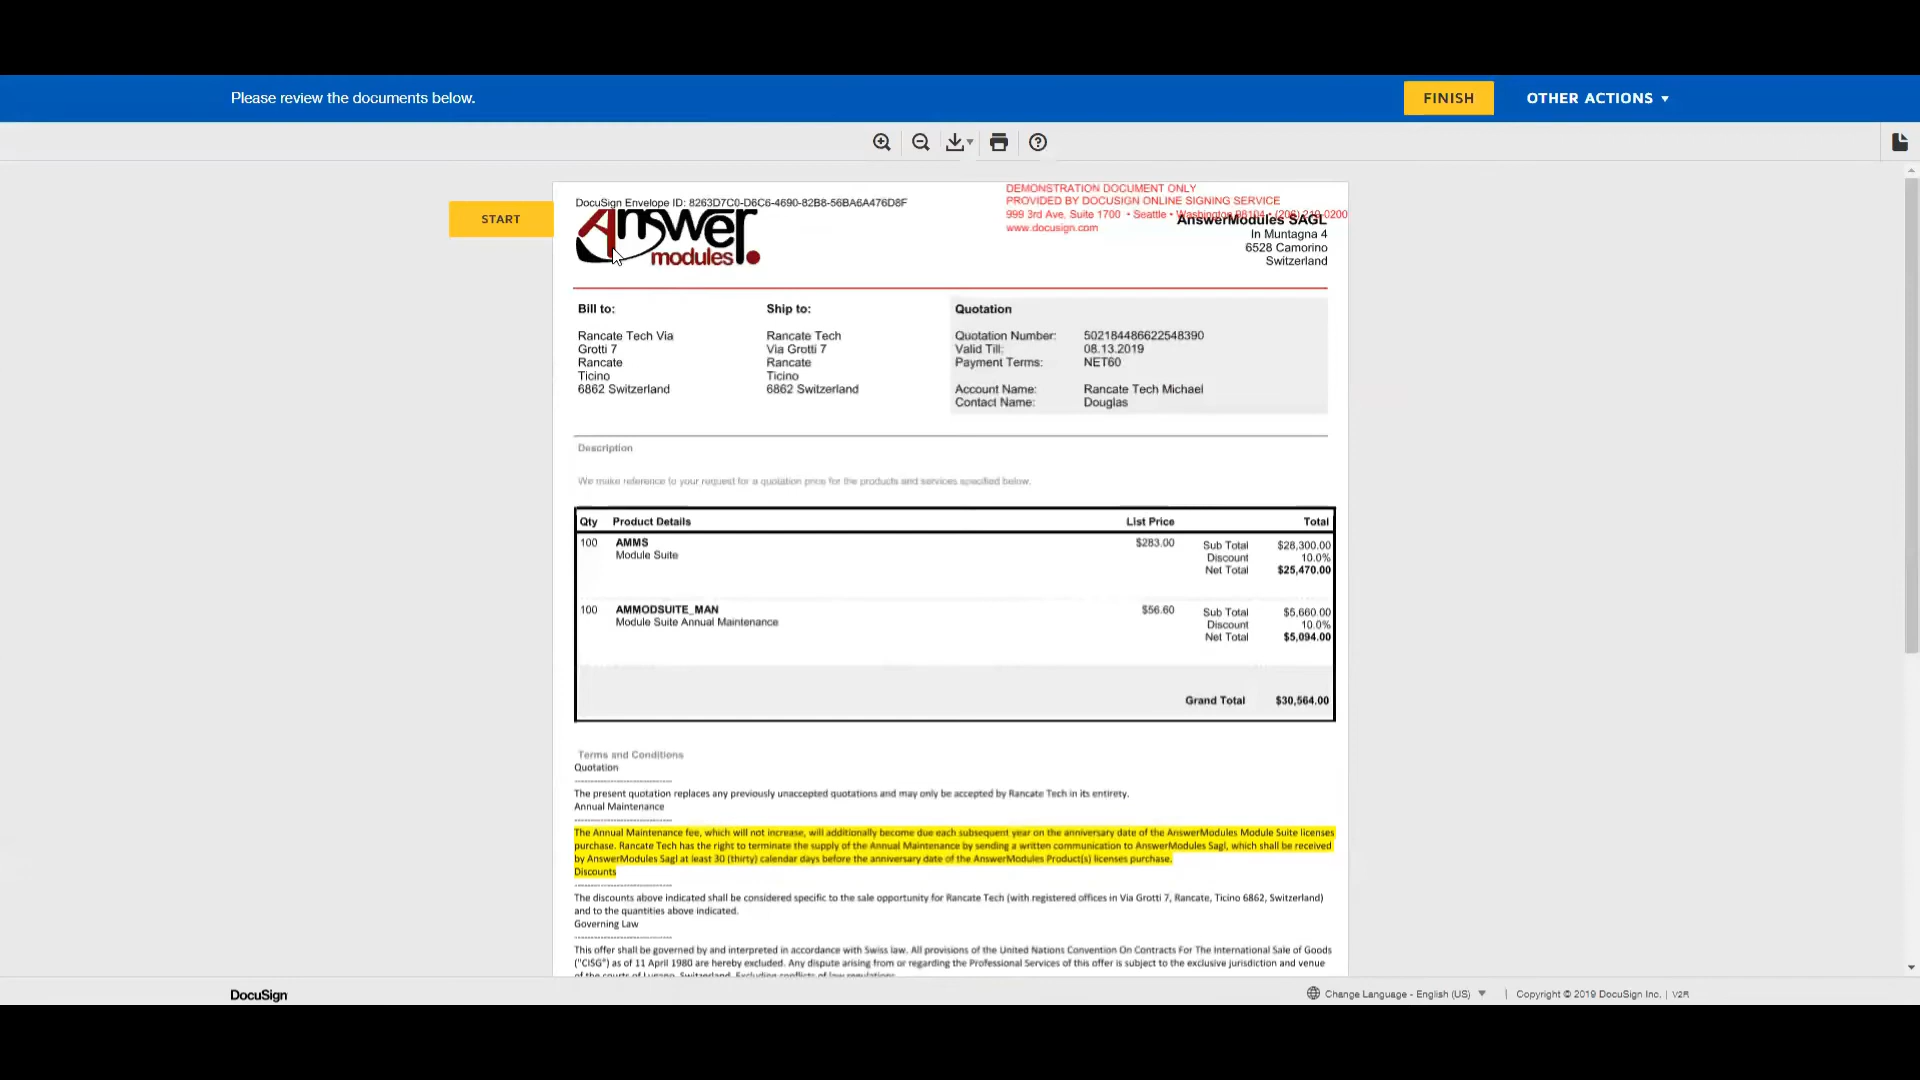 Please review the documents below.
FINISH
OTHER ACTIONS
START
DocuSign Envelope ID: 8263D7C0-D6C6-4690-82B8-56BA6A476D8F
DEMONSTRATION DOCUMENT ONLY
PROVIDED BY DOCUSIGN ONLINE SIGNING SERVICE
999 3rd Ave, Suite 1700 • Seattle • Washington 98104 • (206) 219-0200
www.docusign.com
Answer
modules
AnswerModules SAGL
In Muntagna 4
6528 Camorino
Switzerland
Bill to:
Rancate Tech Via
Grotti 7
Rancate
Ticino
6862 Switzerland
Ship to:
Rancate Tech
Via Grotti 7
Rancate
Ticino
6862 Switzerland
Quotation
Quotation Number: 502184486622548390
Valid Till: 08.13.2019
Payment Terms: NET60
Account Name: Rancate Tech Michael
Contact Name: Douglas
Description
We make reference to your request for a quotation price for the products and services specified below.
Qty Product Details List Price Total
100 AMMS $283.00 Sub Total $28,300.00
Module Suite Discount 10.0%
Net Total $25,470.00
100 AMMODSUITE_MAN $56.60 Sub Total $5,660.00
Module Suite Annual Maintenance Discount 10.0%
Net Total $5,094.00
Grand Total $30,564.00
Terms and Conditions
Quotation
------------------------------
The present quotation replaces any previously unaccepted quotations and may only be accepted by Rancate Tech in its entirety.
Annual Maintenance
------------------------------
The Annual Maintenance fee, which will not increase, will additionally become due each subsequent year on the anniversary date of the AnswerModules Module Suite licenses
purchase. Rancate Tech has the right to terminate the supply of the Annual Maintenance by sending a written communication to AnswerModules Sagl, which shall be received
by AnswerModules Sagl at least 30 (thirty) calendar days before the anniversary date of the AnswerModules Product(s) licenses purchase.
Discounts
------------------------------
The discounts above indicated shall be considered specific to the sale opportunity for Rancate Tech (with registered offices in Via Grotti 7, Rancate, Ticino 6862, Switzerland)
and to the quantities above indicated.
Governing Law
------------------------------
This offer shall be governed by and interpreted in accordance with Swiss law. All provisions of the United Nations Convention On Contracts For The International Sale of Goods
("CISG") as of 11 April 1980 are hereby excluded. Any dispute arising from or regarding the Professional Services of this offer is subject to the exclusive jurisdiction and venue
of the courts of Lugano, Switzerland. Excluding conflicts of law regulations.
DocuSign
Change Language - English (US) | Copyright © 2019 DocuSign Inc. | V2R